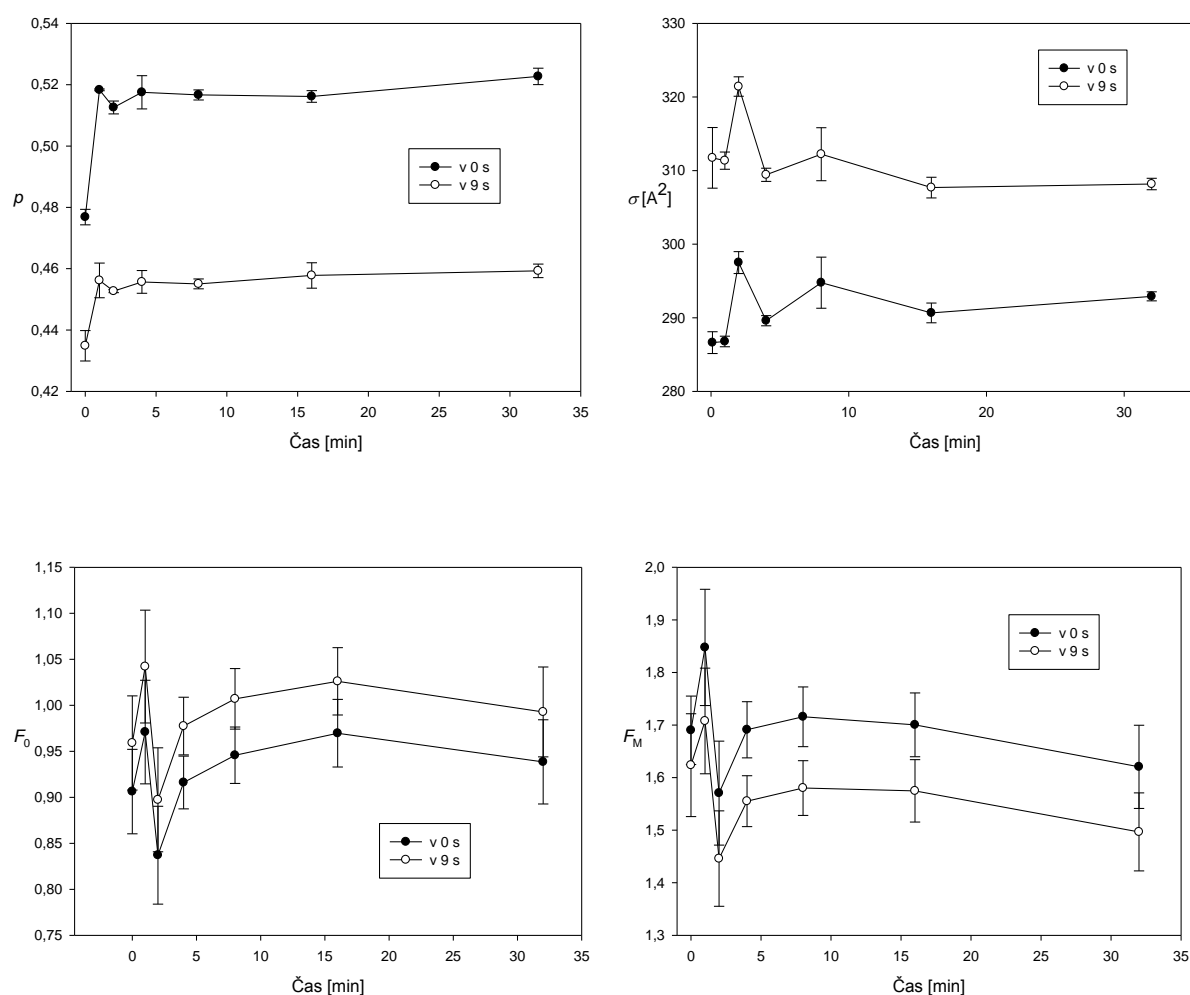 0,54
0,52
0,50
0,48
0,46
0,44
0,42
p
v 0 s
v 9 s
0 5 10 15 20 25 30 35
Čas [min]
330
320
310
300
290
280
σ [A²]
v 0 s
v 9 s
0 10 20 30
Čas [min]
1,15
1,10
1,05
1,00
0,95
0,90
0,85
0,80
0,75
F₀
v 0 s
v 9 s
0 5 10 15 20 25 30 35
Čas [min]
2,0
1,9
1,8
1,7
1,6
1,5
1,4
1,3
F_M
v 0 s
v 9 s
0 5 10 15 20 25 30 35
Čas [min]